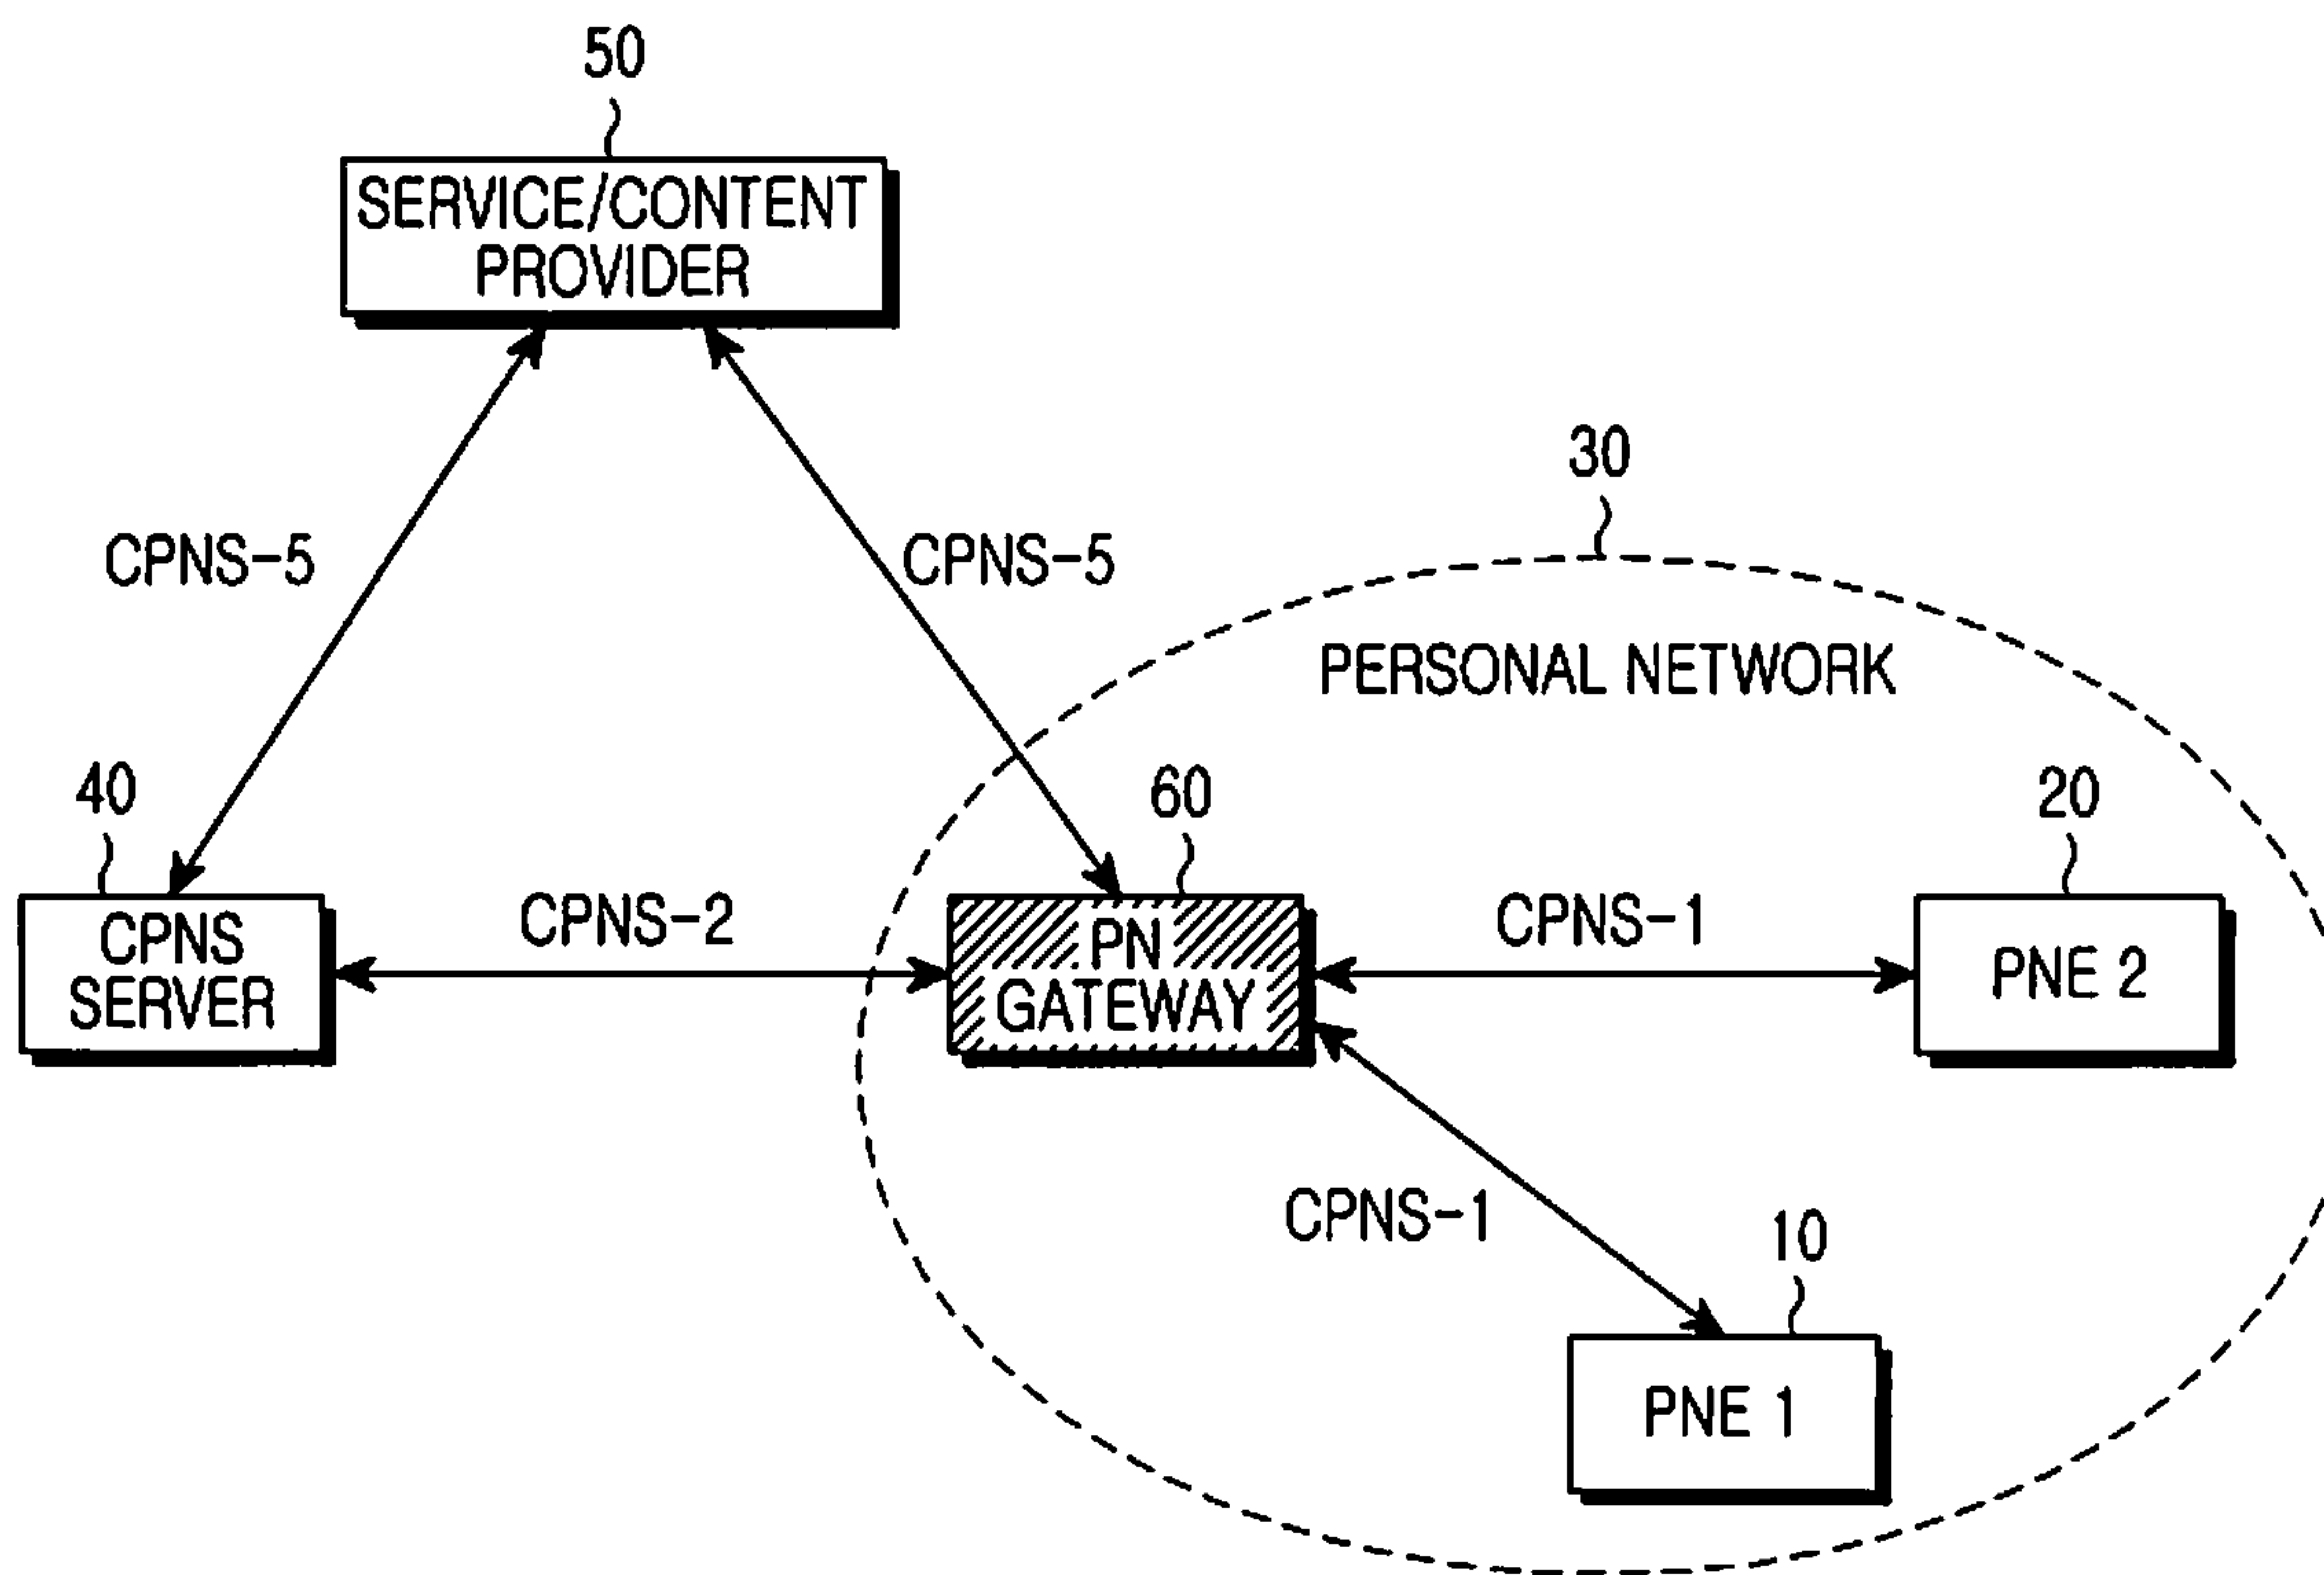 50
SERVICE/CONTENT
PROVIDER
30
CPNS-5
CPNS-5
PERSONAL NETWORK
40
60
20
CPNS
SERVER
CPNS-2
PN
GATEWAY
CPNS-1
PNE 2
CPNS-1
10
PNE 1